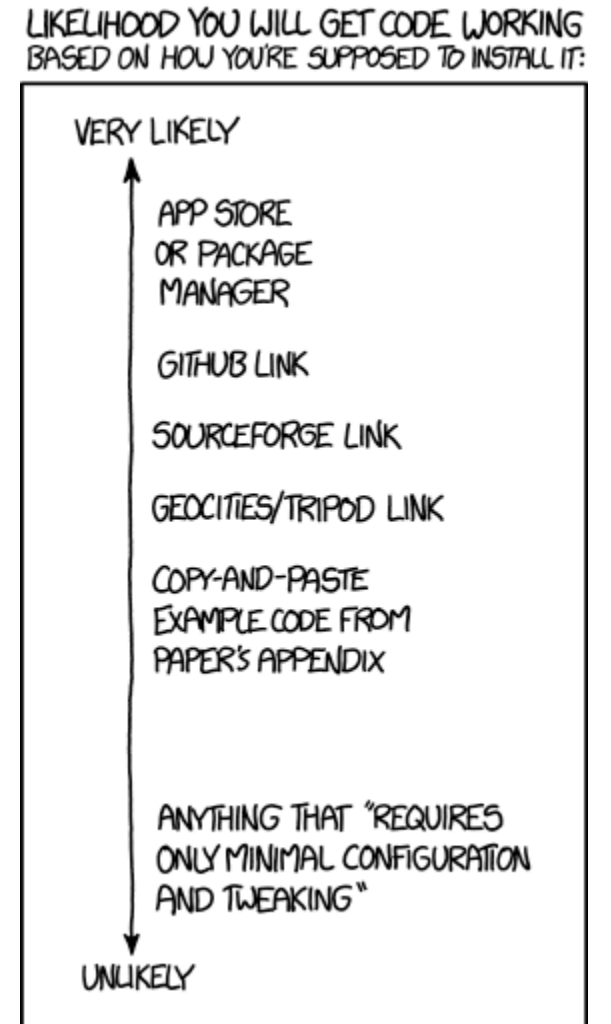 LIKELIHOOD YOU WILL GET CODE WORKING
BASED ON HOW YOU'RE SUPPOSED TO INSTALL IT:
VERY LIKELY
APP STORE
OR PACKAGE
MANAGER
GITHUB LINK
SOURCEFORGE LINK
GEOCITIES/TRIPOD LINK
COPY-AND-PASTE
EXAMPLE CODE FROM
PAPER'S APPENDIX
ANYTHING THAT "REQUIRES
ONLY MINIMAL CONFIGURATION
AND TWEAKING"
UNLIKELY